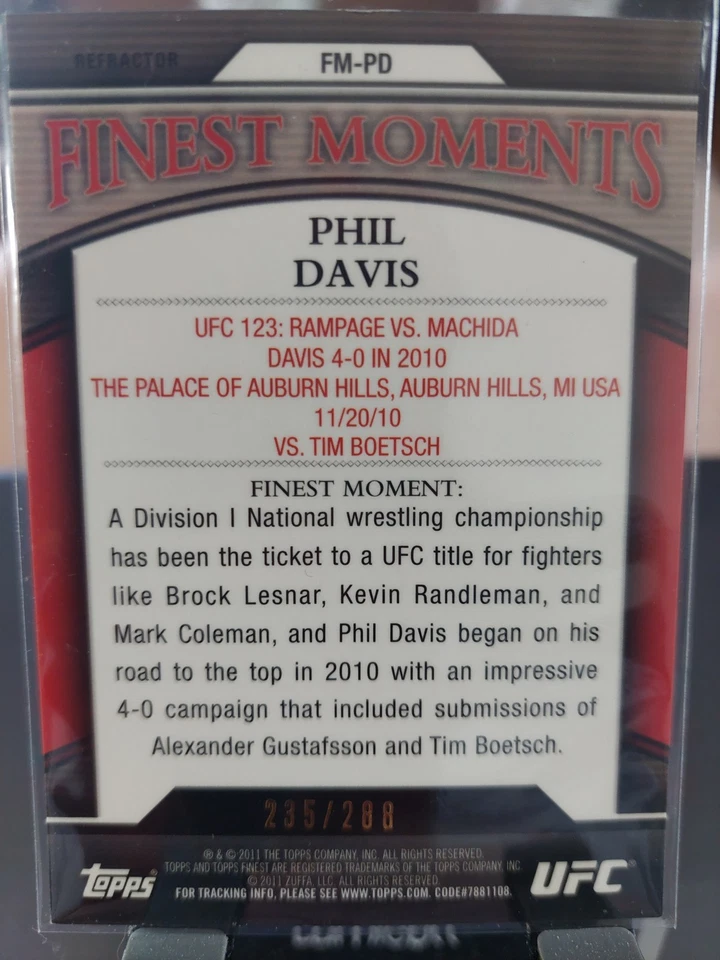 REFRACTOR
FM-PD
FINEST MOMENTS
PHIL
DAVIS
UFC 123: RAMPAGE VS. MACHIDA
DAVIS 4-0 IN 2010
THE PALACE OF AUBURN HILLS, AUBURN HILLS, MI USA
11/20/10
VS. TIM BOETSCH
FINEST MOMENT:
A Division I National wrestling championship
has been the ticket to a UFC title for fighters
like Brock Lesnar, Kevin Randleman, and
Mark Coleman, and Phil Davis began on his
road to the top in 2010 with an impressive
4-0 campaign that included submissions of
Alexander Gustafsson and Tim Boetsch.
235/288
® & © 2011 THE TOPPS COMPANY, INC. ALL RIGHTS RESERVED.
TOPPS AND TOPPS FINEST ARE REGISTERED TRADEMARKS OF THE TOPPS COMPANY, INC.
© 2011 ZUFFA, LLC. ALL RIGHTS RESERVED.
FOR TRACKING INFO, PLEASE SEE WWW.TOPPS.COM. CODE#7881108.
topps®
UFC®